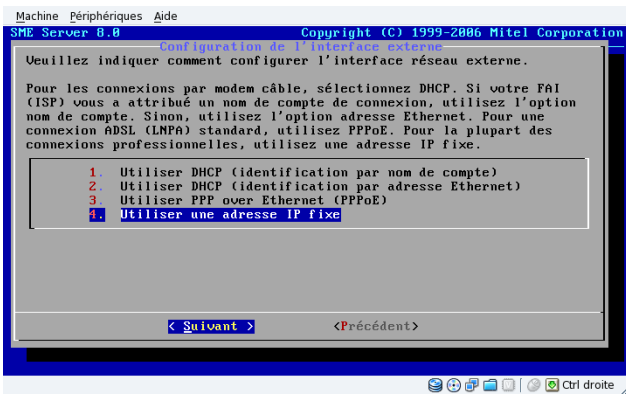 Machine Périphériques Aide
SME Server 8.0 Copyright (C) 1999-2006 Mitel Corporation
Configuration de l'interface externe
Veuillez indiquer comment configurer l'interface réseau externe.
Pour les connexions par modem câble, sélectionnez DHCP. Si votre FAI
(ISP) vous a attribué un nom de compte de connexion, utilisez l'option
nom de compte. Sinon, utilisez l'option adresse Ethernet. Pour une
connexion ADSL (LNPA) standard, utilisez PPPoE. Pour la plupart des
connexions professionnelles, utilisez une adresse IP fixe.
1. Utiliser DHCP (identification par nom de compte)
2. Utiliser DHCP (identification par adresse Ethernet)
3. Utiliser PPP over Ethernet (PPPoE)
4. Utiliser une adresse IP fixe
< Suivant > <Précédent>
Ctrl droite